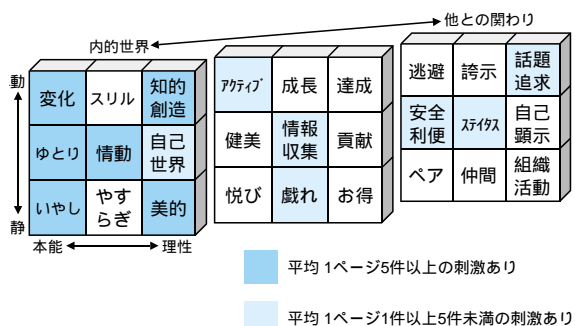 他との関わり
内的世界
動
静
変化
スリル
知的
創造
ゆとり
情動
自己
世界
いやし
やす
らぎ
美的
アクティブ
成長
達成
健美
情報
収集
貢献
悦び
戯れ
お得
逃避
誇示
話題
追求
安全
利便
ステイタス
自己
顕示
ペア
仲間
組織
活動
本能
理性
平均 1ページ5件以上の刺激あり
平均 1ページ1件以上5件未満の刺激あり